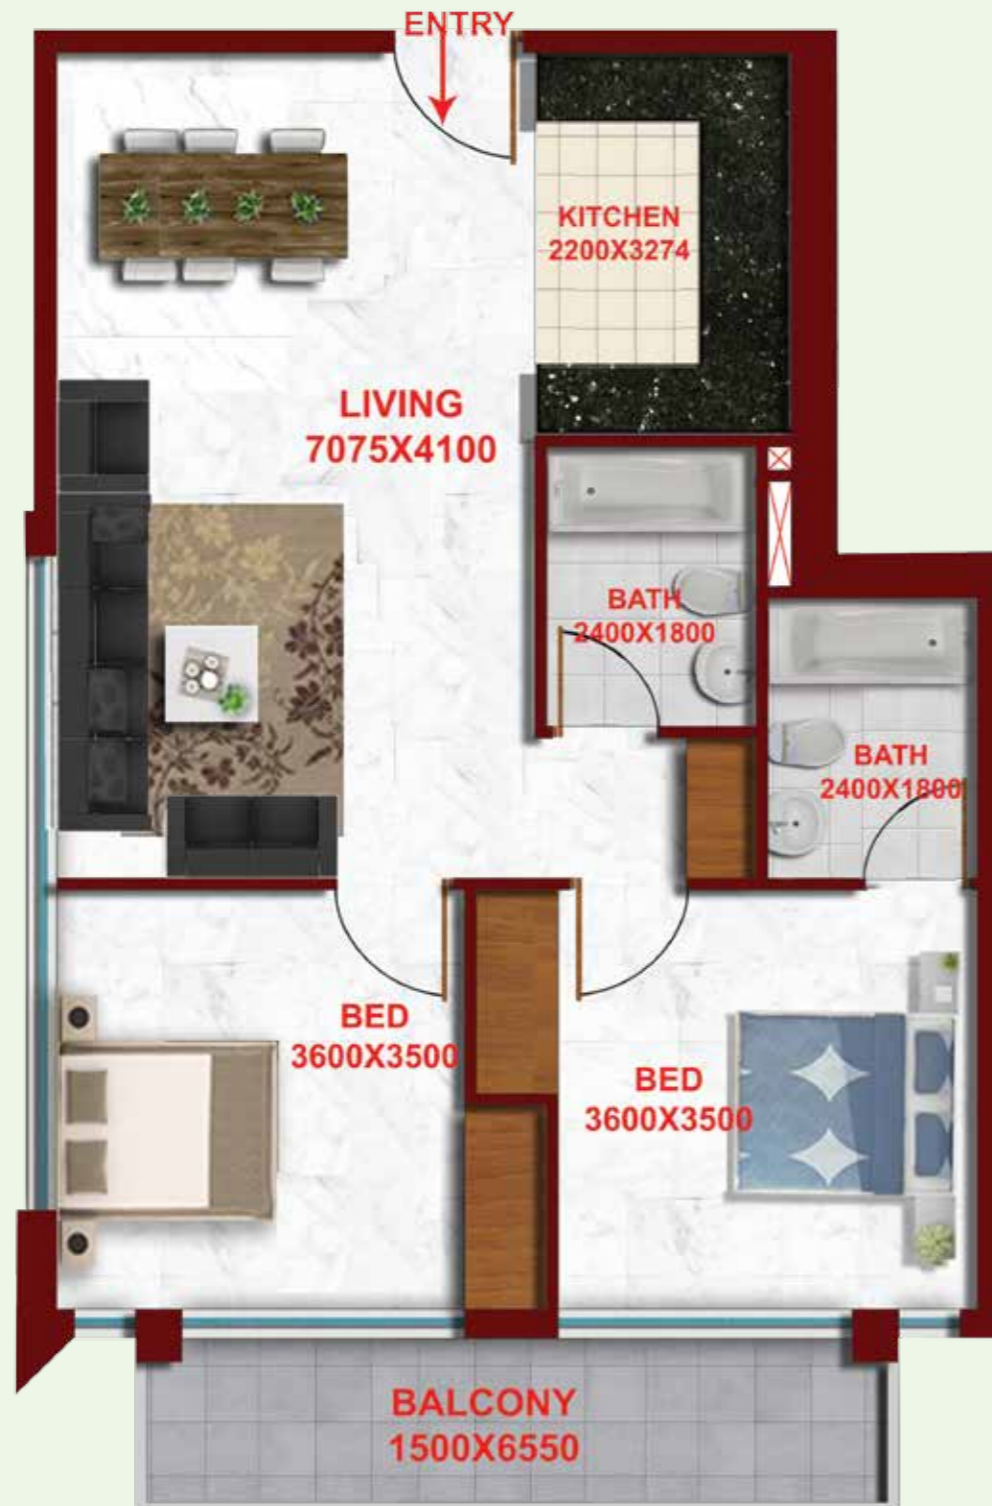 ENTRY
KITCHEN
2200X3274
LIVING
7075X4100
BATH
2400X1800
BATH
2400X1800
BED
3600X3500
BED
3600X3500
BALCONY
1500X6550